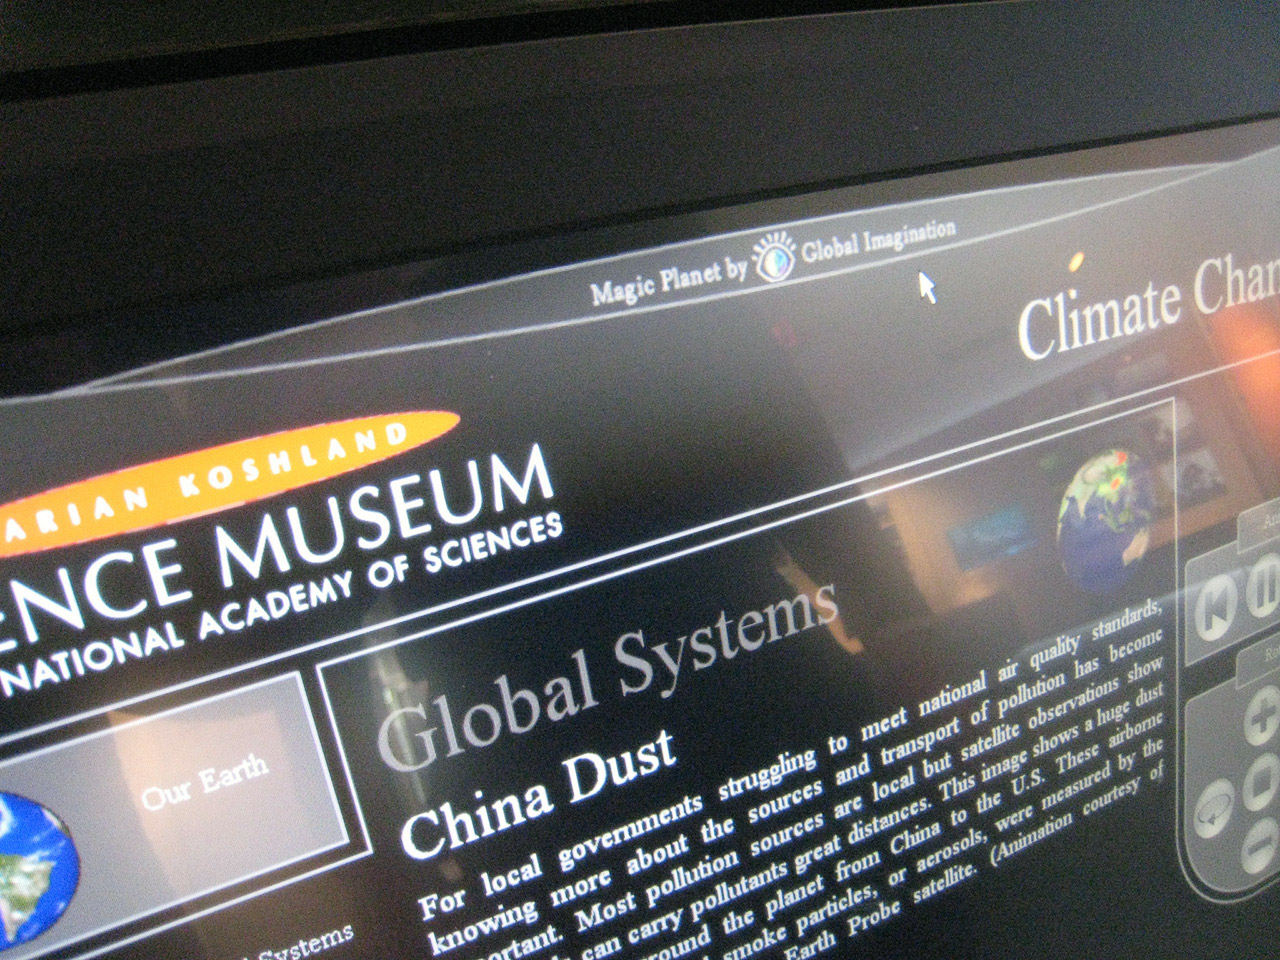 Magic Planet by Global Imagination
Climate Chan
ARIAN KOSHLAND
ENCE MUSEUM
NATIONAL ACADEMY OF SCIENCES
Our Earth
Systems
Global Systems
China Dust
For local governments struggling to meet national air quality standards,
knowing more about the sources and transport of pollution has become
ortant. Most pollution sources are local but satellite observations show
can carry pollutants great distances. This image shows a huge dust
ound the planet from China to the U.S. These airborne
smoke particles, or aerosols, were measured by the
Earth Probe satellite. (Animation courtesy of